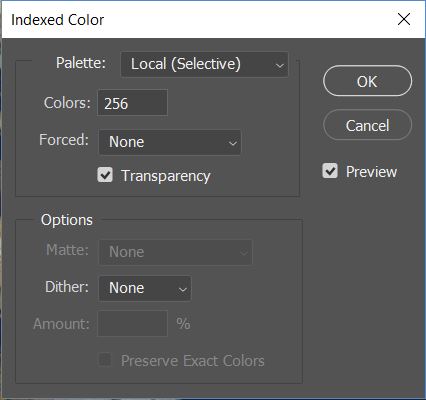 Indexed Color
Palette: Local (Selective)
OK
Colors: 256
Cancel
Forced: None
Transparency
Preview
Options
Matte: None
Dither: None
Amount: %
Preserve Exact Colors